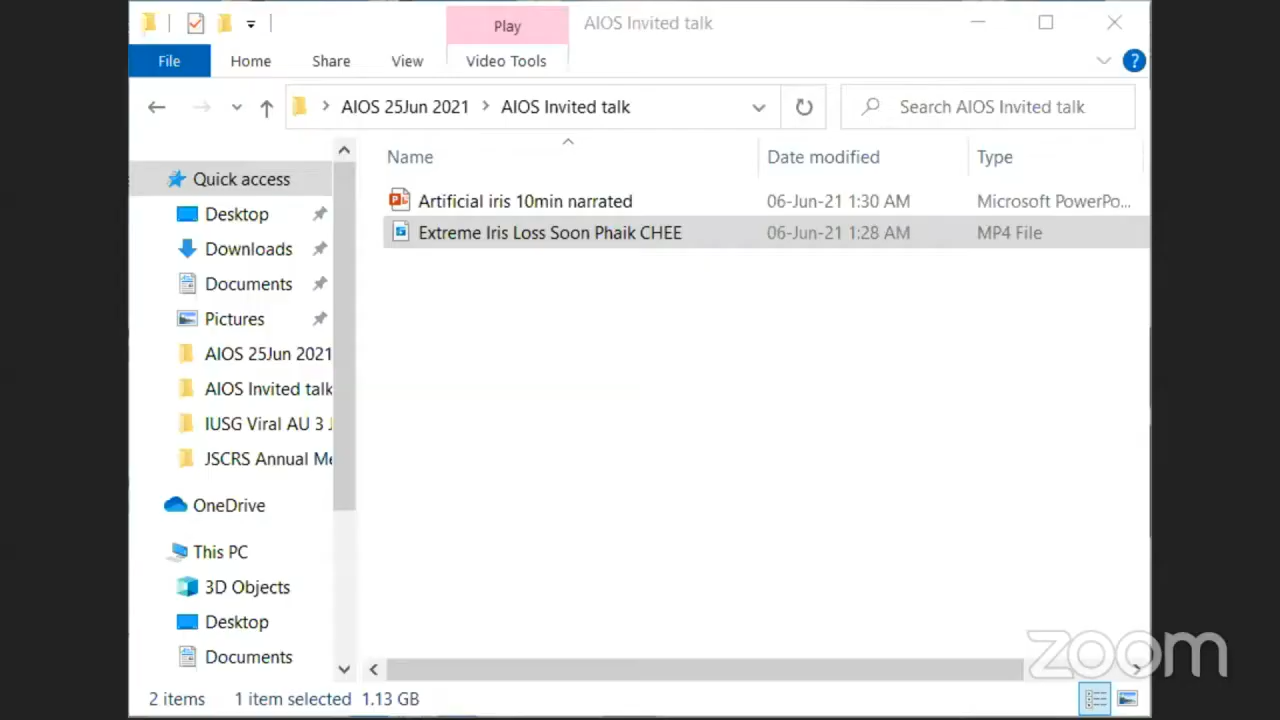 Play
AIOS Invited talk
File
Home
Share
View
Video Tools
?
AIOS 25Jun 2021
AIOS Invited talk
Search AIOS Invited talk
Name
Date modified
Type
Quick access
Artificial iris 10min narrated
06-Jun-21 1:30 AM
Microsoft PowerPo...
Desktop
Extreme Iris Loss Soon Phaik CHEE
06-Jun-21 1:28 AM
MP4 File
Downloads
Documents
Pictures
AIOS 25Jun 2021
AIOS Invited talk
IUSG Viral AU 3 J
JSCRS Annual Me
OneDrive
This PC
3D Objects
Desktop
Documents
2 items
1 item selected 1.13 GB
zoom